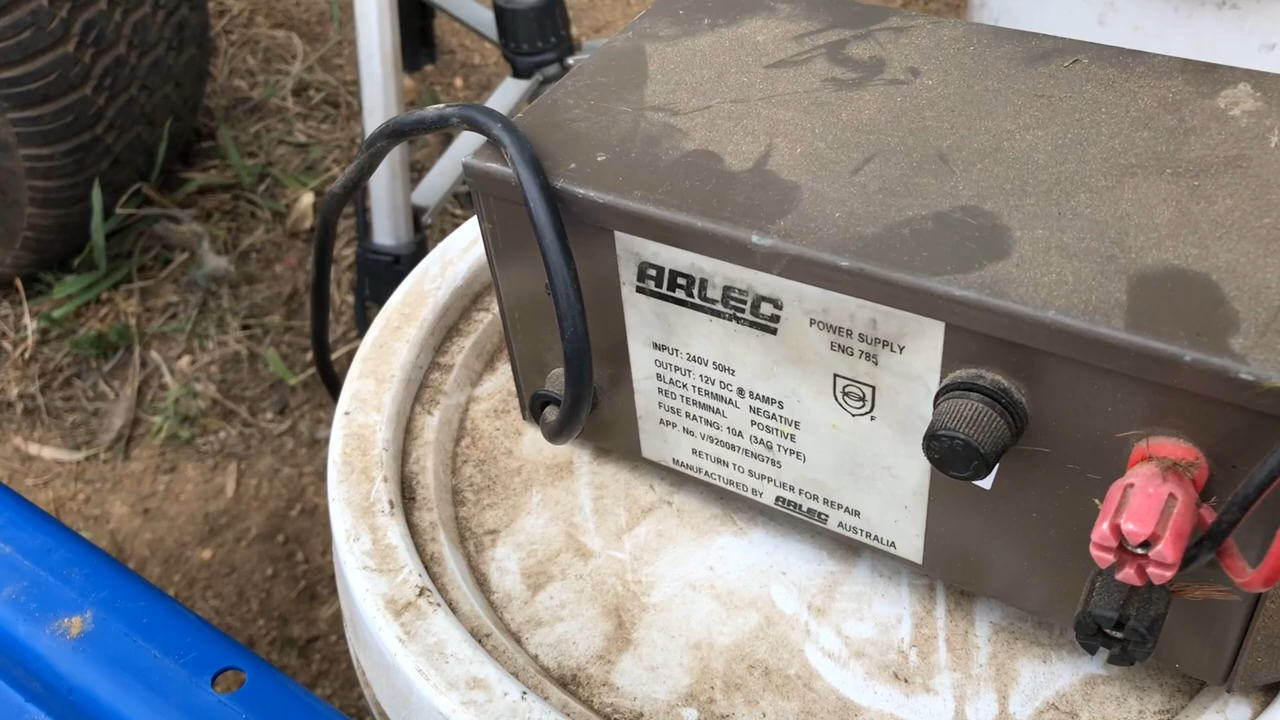 ARLEC
POWER SUPPLY
ENG 785
INPUT: 240V 50Hz
OUTPUT: 12V DC @ 8AMPS
BLACK TERMINAL NEGATIVE
RED TERMINAL POSITIVE
FUSE RATING: 10A (3AG TYPE)
APP. No. V/920087/ENG785
F
RETURN TO SUPPLIER FOR REPAIR
MANUFACTURED BY ARLEC AUSTRALIA